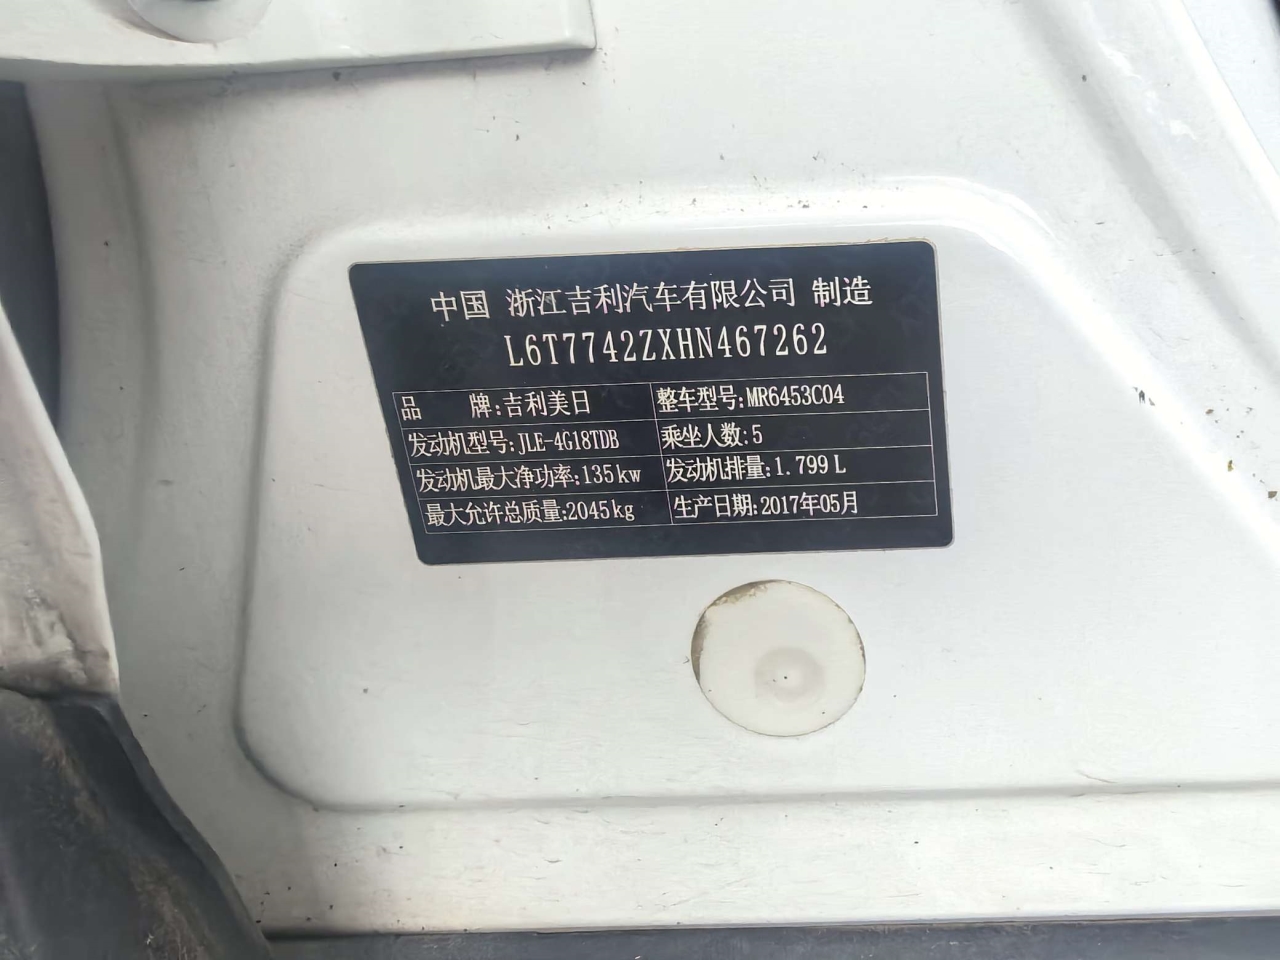 中国 浙江吉利汽车有限公司 制造
L6T7742ZXHN467262
品 牌:吉利美日 整车型号:MR6453C04
发动机型号:JLE-4G18TDB 乘坐人数:5
发动机最大净功率:135kw 发动机排量:1.799L
最大允许总质量:2045kg 生产日期:2017年05月